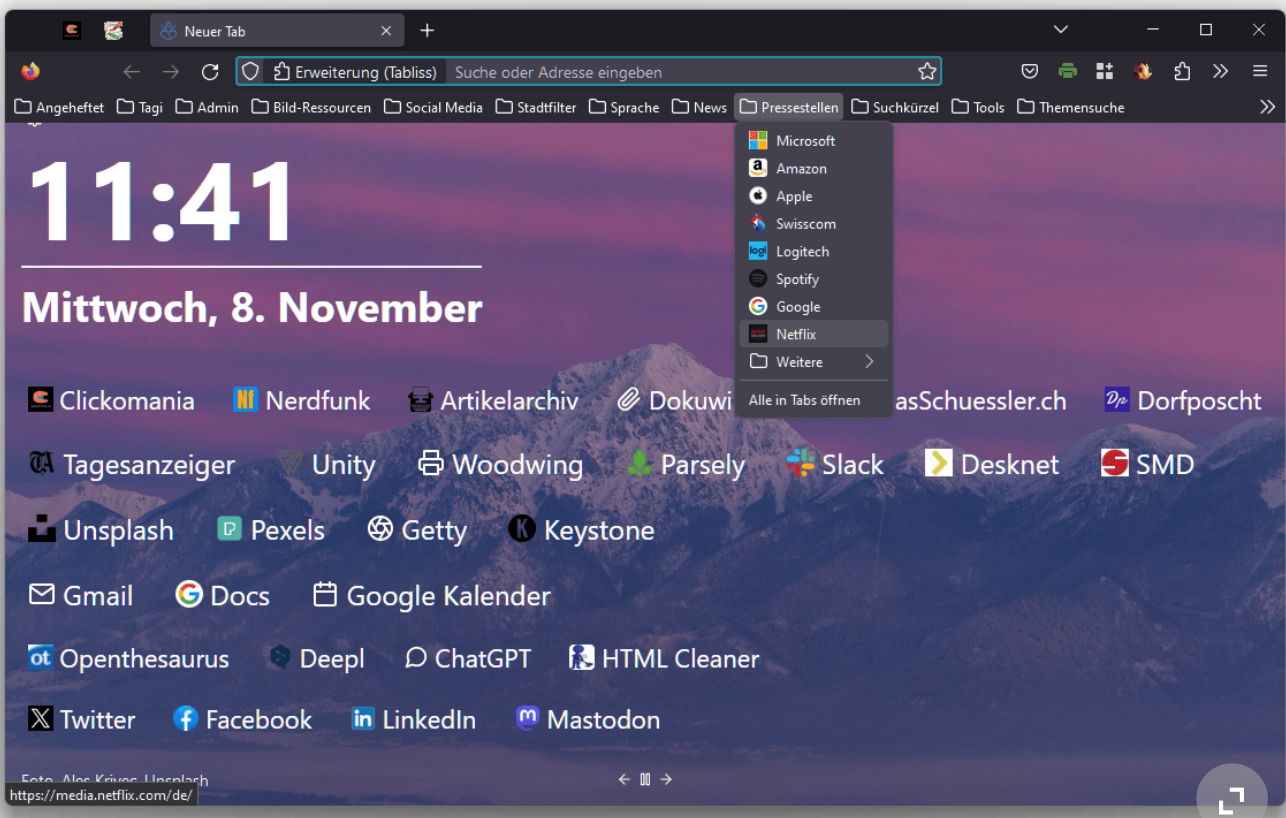 Neuer Tab
Erweiterung (Tabliss) Suche oder Adresse eingeben
Angeheftet Tagi Admin Bild-Ressourcen Social Media Stadtfilter Sprache News Pressestellen Suchkürzel Tools Themensuche
Microsoft
Amazon
Apple
Swisscom
Logitech
Spotify
Google
Netflix
Weitere
Alle in Tabs öffnen
11:41
Mittwoch, 8. November
Clickomania Nerdfunk Artikelarchiv Dokuwi asSchuessler.ch Dorfposcht
Tagesanzeiger Unity Woodwing Parsely Slack Desknet SMD
Unsplash Pexels Getty Keystone
Gmail Docs Google Kalender
Openthesaurus Deepl ChatGPT HTML Cleaner
Twitter Facebook LinkedIn Mastodon
Foto, Ales Krivec, Unsplash
https://media.netflix.com/de/